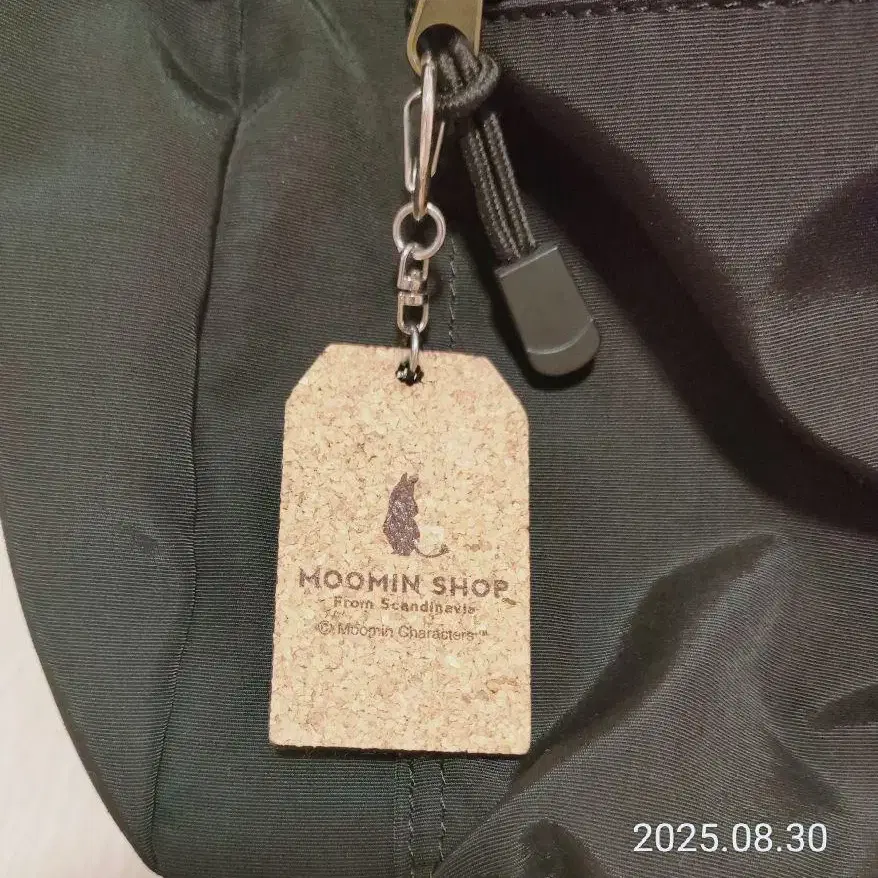 MOOMIN SHOP
From Scandinavia
© Moomin Characters™
2025.08.30